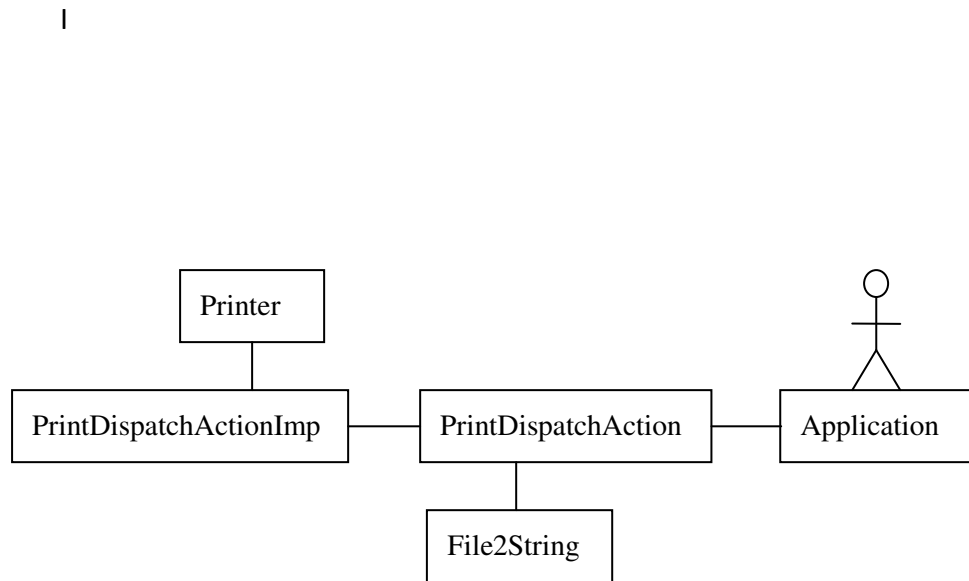 Printer
PrintDispatchActionImp
PrintDispatchAction
Application
File2String